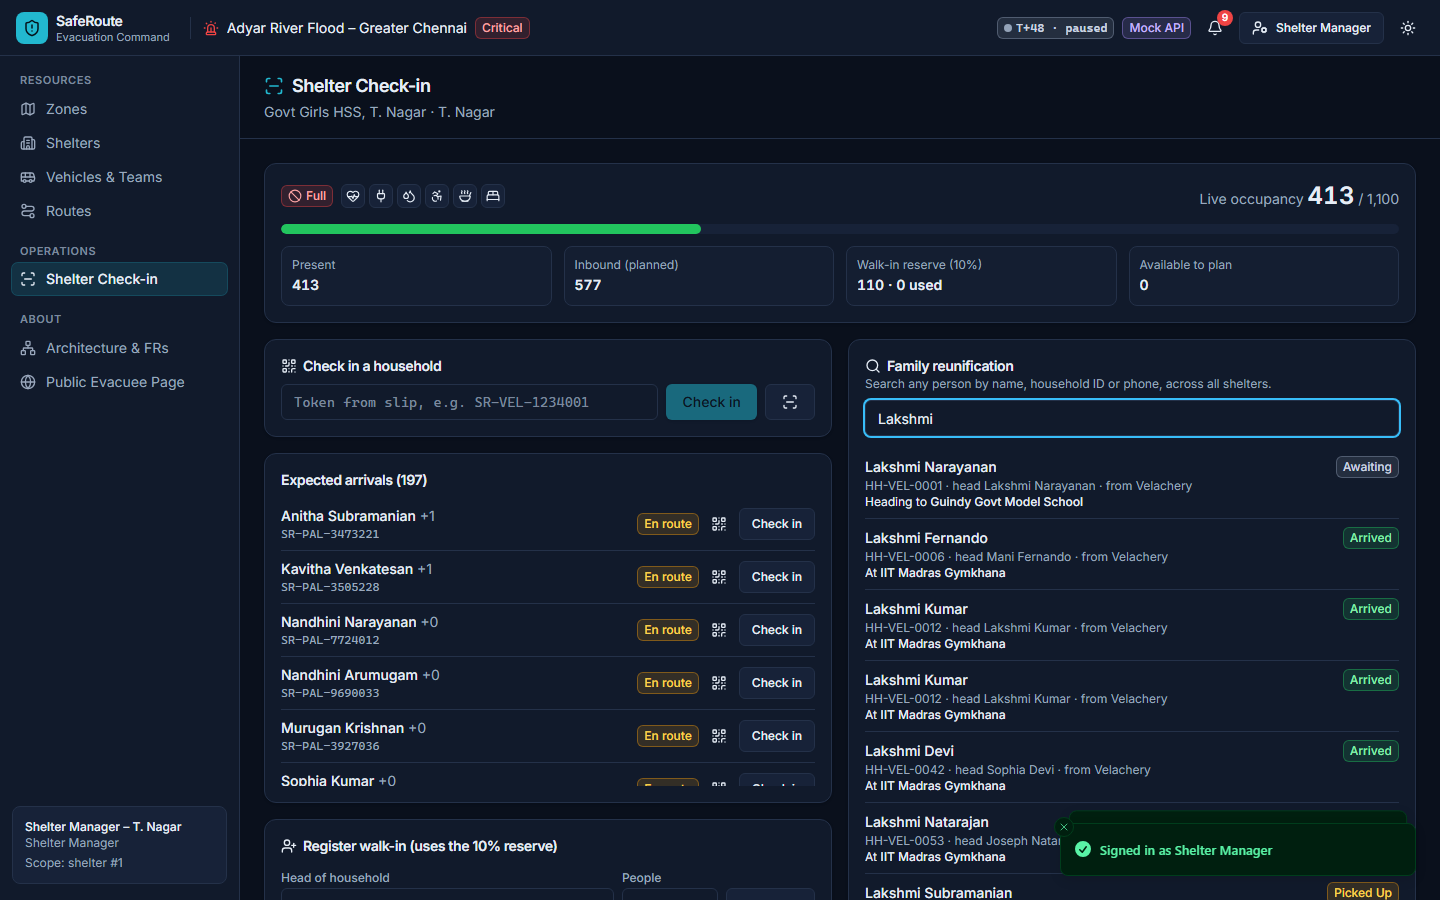 SafeRoute
Evacuation Command
Adyar River Flood – Greater Chennai
Critical
T+48 · paused
Mock API
9
Shelter Manager
RESOURCES
Zones
Shelters
Vehicles & Teams
Routes
OPERATIONS
Shelter Check-in
ABOUT
Architecture & FRs
Public Evacuee Page
Shelter Manager – T. Nagar
Shelter Manager
Scope: shelter #1
Shelter Check-in
Govt Girls HSS, T. Nagar · T. Nagar
Full
Live occupancy 413 / 1,100
Present
413
Inbound (planned)
577
Walk-in reserve (10%)
110 · 0 used
Available to plan
0
Check in a household
Token from slip, e.g. SR-VEL-1234001
Check in
Expected arrivals (197)
Anitha Subramanian +1
SR-PAL-3473221
En route
Check in
Kavitha Venkatesan +1
SR-PAL-3505228
En route
Check in
Nandhini Narayanan +0
SR-PAL-7724012
En route
Check in
Nandhini Arumugam +0
SR-PAL-9690033
En route
Check in
Murugan Krishnan +0
SR-PAL-3927036
En route
Check in
Sophia Kumar +0
Register walk-in (uses the 10% reserve)
Head of household
People
Family reunification
Search any person by name, household ID or phone, across all shelters.
Lakshmi
Lakshmi Narayanan
Awaiting
HH-VEL-0001 · head Lakshmi Narayanan · from Velachery
Heading to Guindy Govt Model School
Lakshmi Fernando
Arrived
HH-VEL-0006 · head Mani Fernando · from Velachery
At IIT Madras Gymkhana
Lakshmi Kumar
Arrived
HH-VEL-0012 · head Lakshmi Kumar · from Velachery
At IIT Madras Gymkhana
Lakshmi Kumar
Arrived
HH-VEL-0012 · head Lakshmi Kumar · from Velachery
At IIT Madras Gymkhana
Lakshmi Devi
Arrived
HH-VEL-0042 · head Sophia Devi · from Velachery
At IIT Madras Gymkhana
Lakshmi Natarajan
HH-VEL-0053 · head Joseph
At IIT Madras Gymkhana
Lakshmi Subramanian
Picked Up
Signed in as Shelter Manager